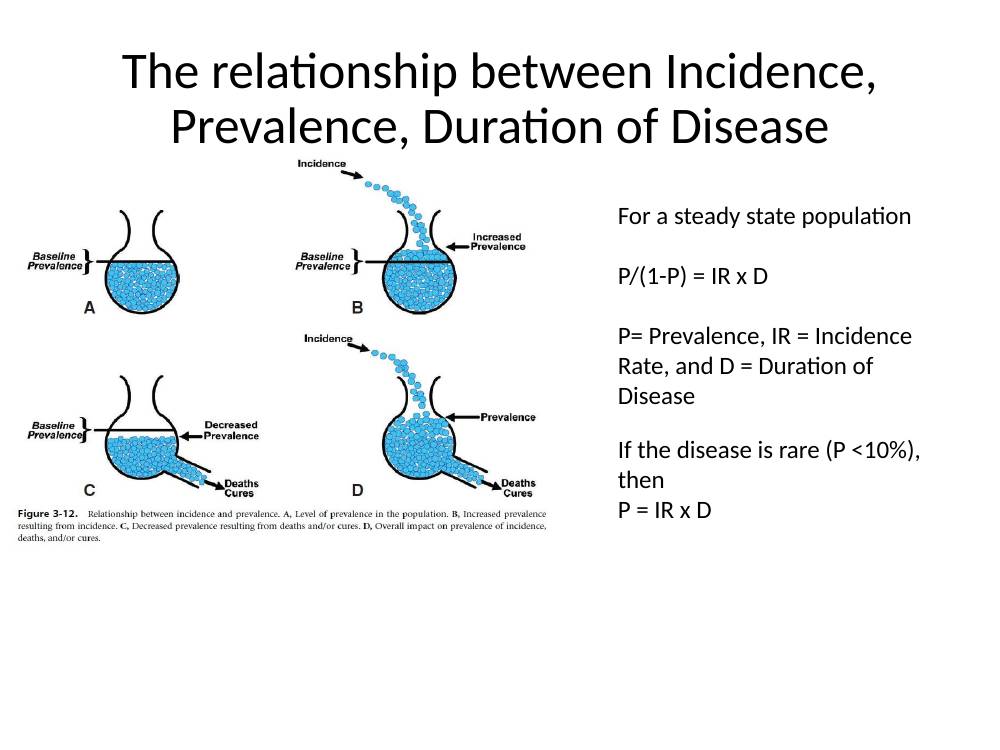 The relationship between Incidence,
Prevalence, Duration of Disease
Incidence
Baseline
Prevalence
A
Baseline
Prevalence
Increased
Prevalence
B
Incidence
Baseline
Prevalence
Decreased
Prevalence
Deaths
Cures
C
Prevalence
Deaths
Cures
D
Figure 3-12. Relationship between incidence and prevalence. A, Level of prevalence in the population. B, Increased prevalence
resulting from incidence. C, Decreased prevalence resulting from deaths and/or cures. D, Overall impact on prevalence of incidence,
deaths, and/or cures.
For a steady state population
P/(1-P) = IR x D
P= Prevalence, IR = Incidence
Rate, and D = Duration of
Disease
If the disease is rare (P <10%),
then
P = IR x D